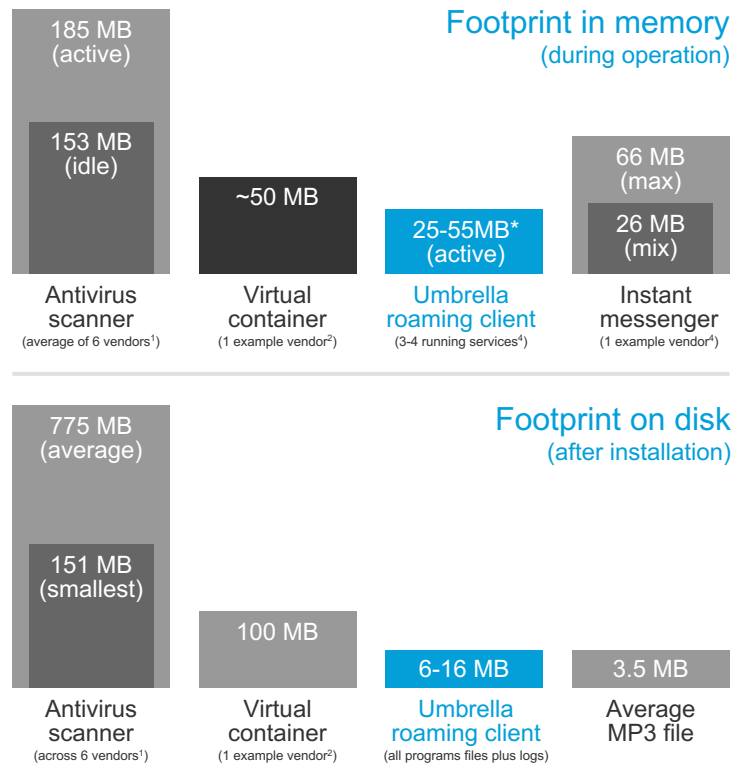 Footprint in memory
(during operation)
185 MB
(active)
153 MB
(idle)
~50 MB
25-55MB*
(active)
66 MB
(max)
26 MB
(mix)
Antivirus
scanner
(average of 6 vendors¹)
Virtual
container
(1 example vendor²)
Umbrella
roaming client
(3-4 running services⁴)
Instant
messenger
(1 example vendor⁴)
Footprint on disk
(after installation)
775 MB
(average)
151 MB
(smallest)
100 MB
6-16 MB
3.5 MB
Antivirus
scanner
(across 6 vendors¹)
Virtual
container
(1 example vendor²)
Umbrella
roaming client
(all programs files plus logs)
Average
MP3 file